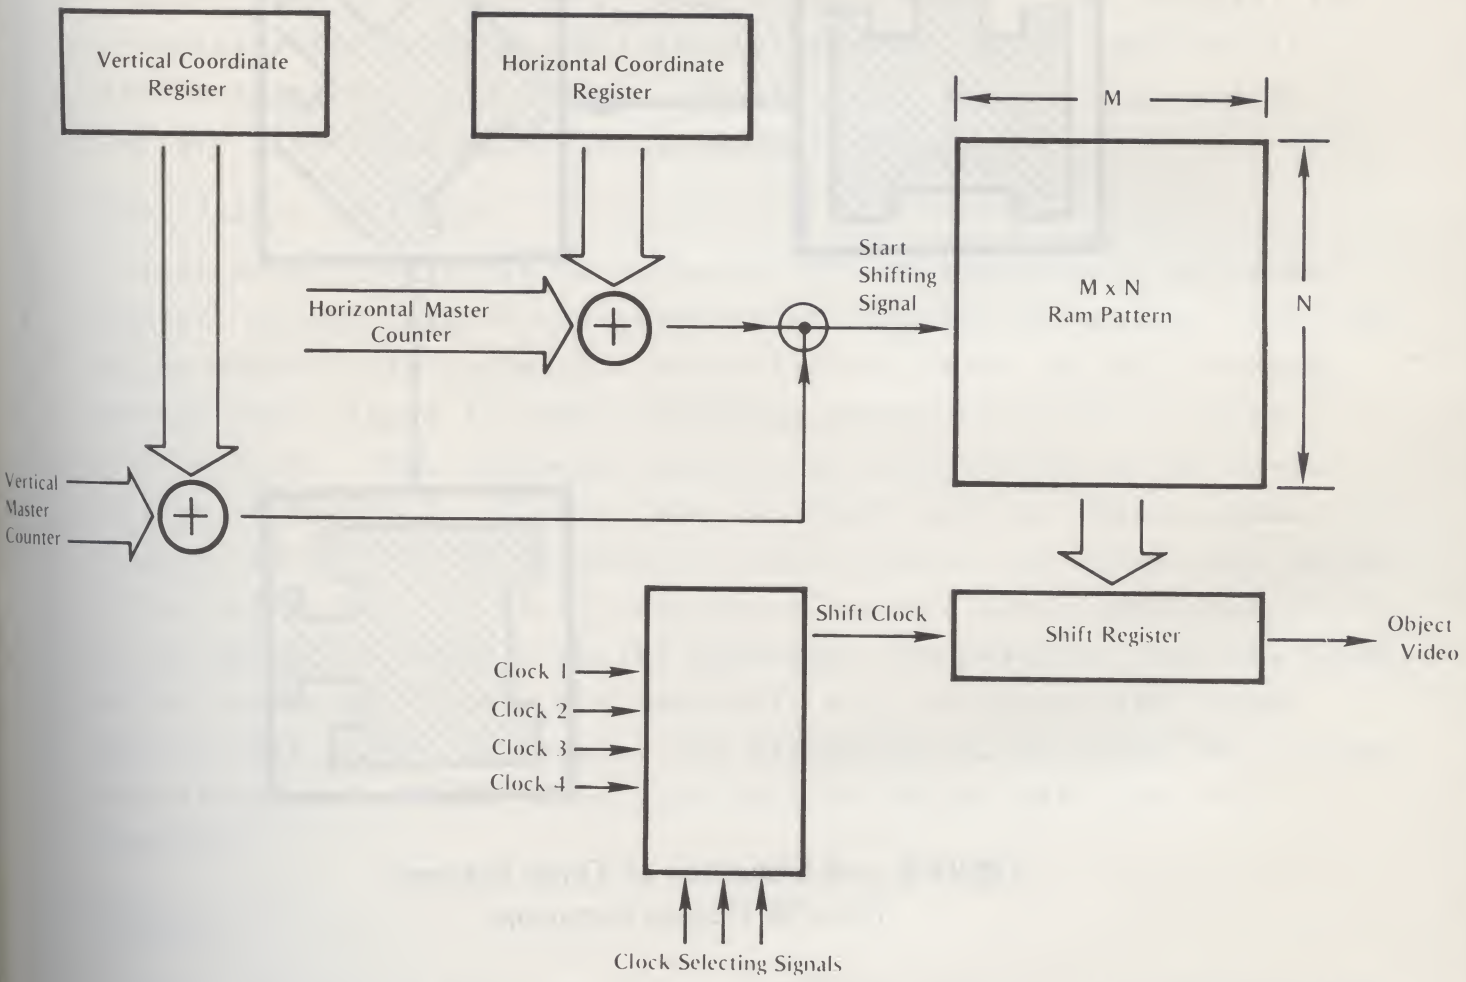 Vertical Coordinate
Register
Horizontal Coordinate
Register
M
Start
Shifting
Signal
M x N
Ram Pattern
N
Horizontal Master
Counter
Vertical
Master
Counter
Shift Clock
Shift Register
Object
Video
Clock 1
Clock 2
Clock 3
Clock 4
Clock Selecting Signals